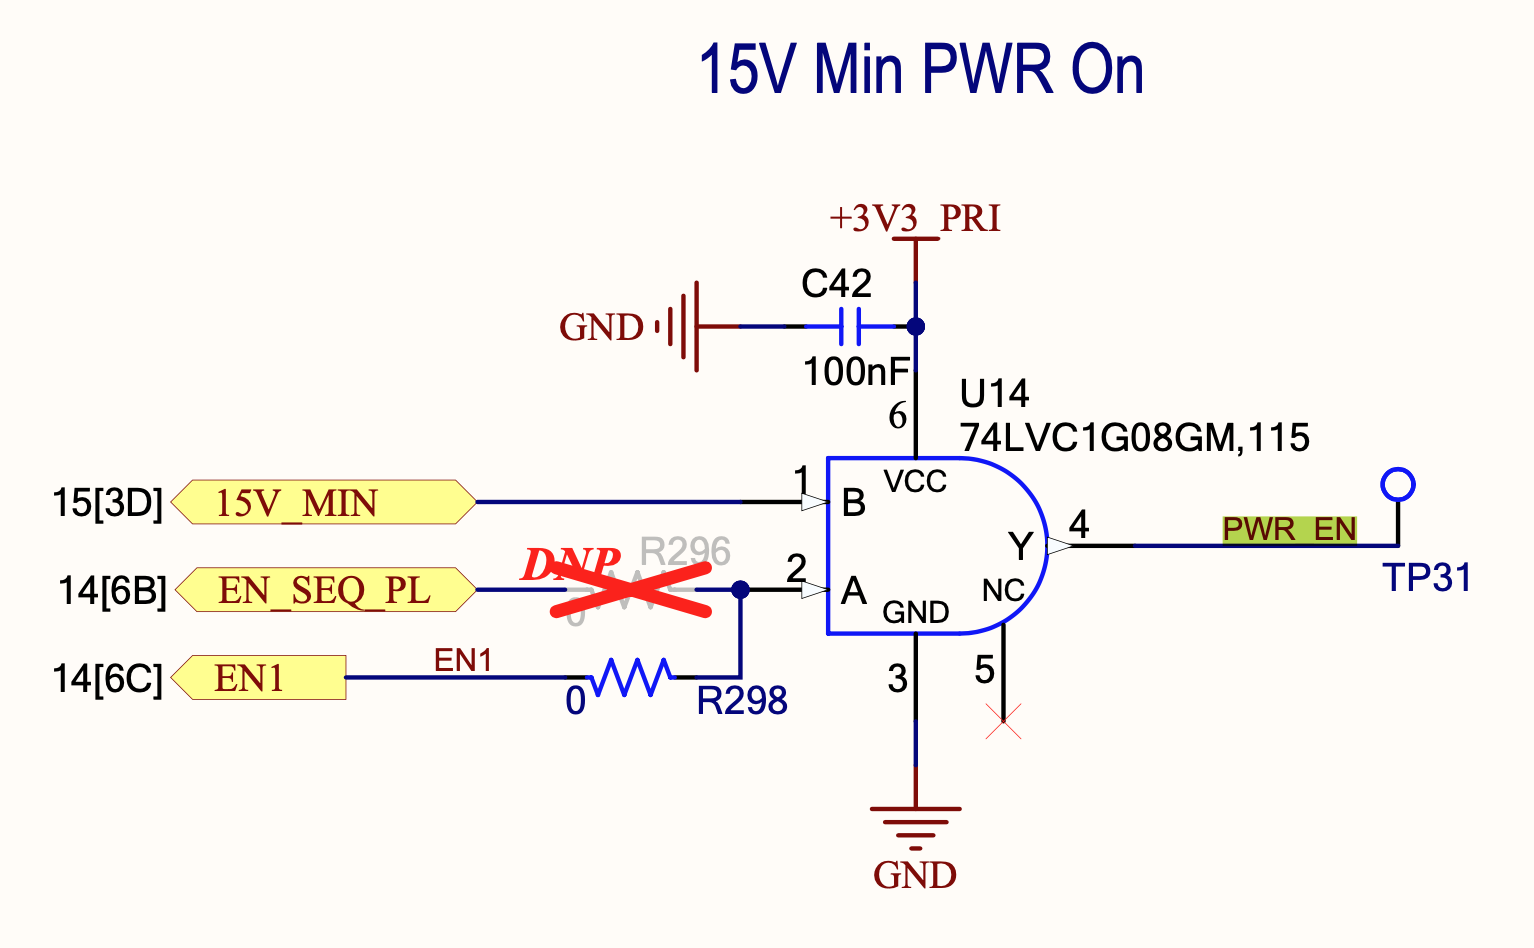 15V Min PWR On
+3V3_PRI
C42
GND
100nF
6
U14
74LVC1G08GM,115
VCC
15[3D] 15V_MIN 1 B
Y 4 PWR_EN
TP31
DNP R296
14[6B] EN_SEQ_PL 0 2 A
NC
GND
14[6C] EN1 EN1 0 R298
3 5
GND